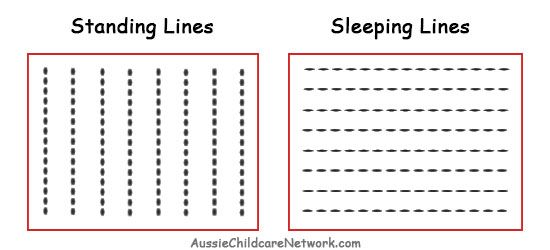 Standing Lines
Sleeping Lines
AussieChildcareNetwork.com